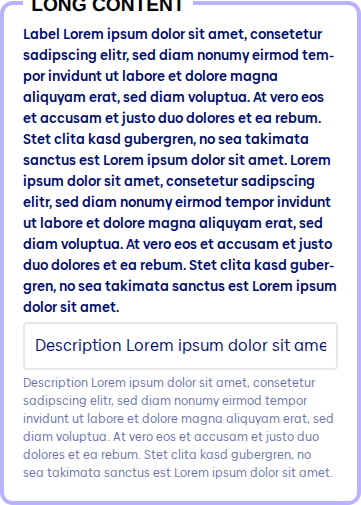 LONG CONTENT
Label Lorem ipsum dolor sit amet, consetetur
sadipscing elitr, sed diam nonumy eirmod tem-
por invidunt ut labore et dolore magna
aliquyam erat, sed diam voluptua. At vero eos
et accusam et justo duo dolores et ea rebum.
Stet clita kasd gubergren, no sea takimata
sanctus est Lorem ipsum dolor sit amet. Lorem
ipsum dolor sit amet, consetetur sadipscing
elitr, sed diam nonumy eirmod tempor invidunt
ut labore et dolore magna aliquyam erat, sed
diam voluptua. At vero eos et accusam et justo
duo dolores et ea rebum. Stet clita kasd guber-
gren, no sea takimata sanctus est Lorem ipsum
dolor sit amet.
Description Lorem ipsum dolor sit ame
Description Lorem ipsum dolor sit amet, consetetur
sadipscing elitr, sed diam nonumy eirmod tempor
invidunt ut labore et dolore magna aliquyam erat, sed
diam voluptua. At vero eos et accusam et justo duo
dolores et ea rebum. Stet clita kasd gubergren, no
sea takimata sanctus est Lorem ipsum dolor sit amet.